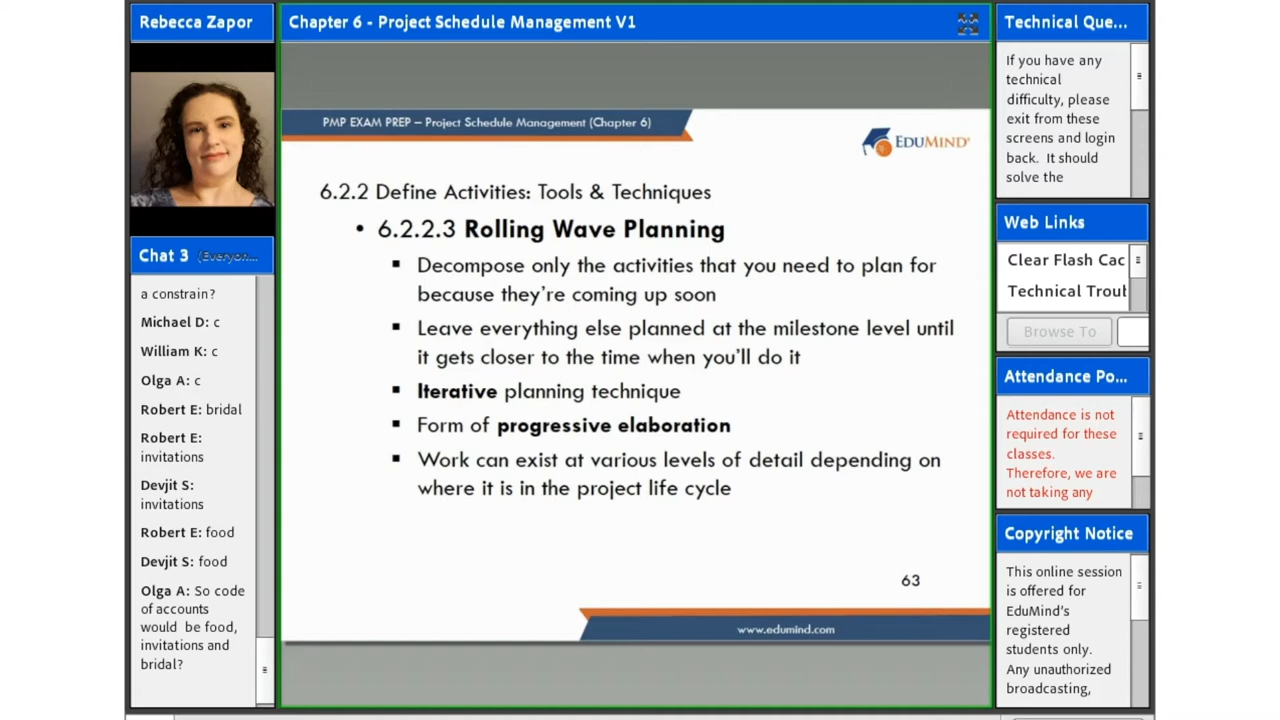 Rebecca Zapor
Chat 3 (Everyon...
a constrain?
Michael D: c
William K: c
Olga A: c
Robert E: bridal
Robert E:
invitations
Devjit S:
invitations
Robert E: food
Devjit S: food
Olga A: So code
of accounts
would be food,
invitations and
bridal?
Chapter 6 - Project Schedule Management V1
PMP EXAM PREP – Project Schedule Management (Chapter 6)
EDUMIND®
6.2.2 Define Activities: Tools & Techniques
• 6.2.2.3 Rolling Wave Planning
▪ Decompose only the activities that you need to plan for
because they're coming up soon
▪ Leave everything else planned at the milestone level until
it gets closer to the time when you'll do it
▪ Iterative planning technique
▪ Form of progressive elaboration
▪ Work can exist at various levels of detail depending on
where it is in the project life cycle
63
www.edumind.com
Technical Que...
If you have any
technical
difficulty, please
exit from these
screens and login
back. It should
solve the
Web Links
Clear Flash Cac
Technical Trout
Browse To
Attendance Po...
Attendance is not
required for these
classes.
Therefore, we are
not taking any
Copyright Notice
This online session
is offered for
EduMind's
registered
students only.
Any unauthorized
broadcasting,